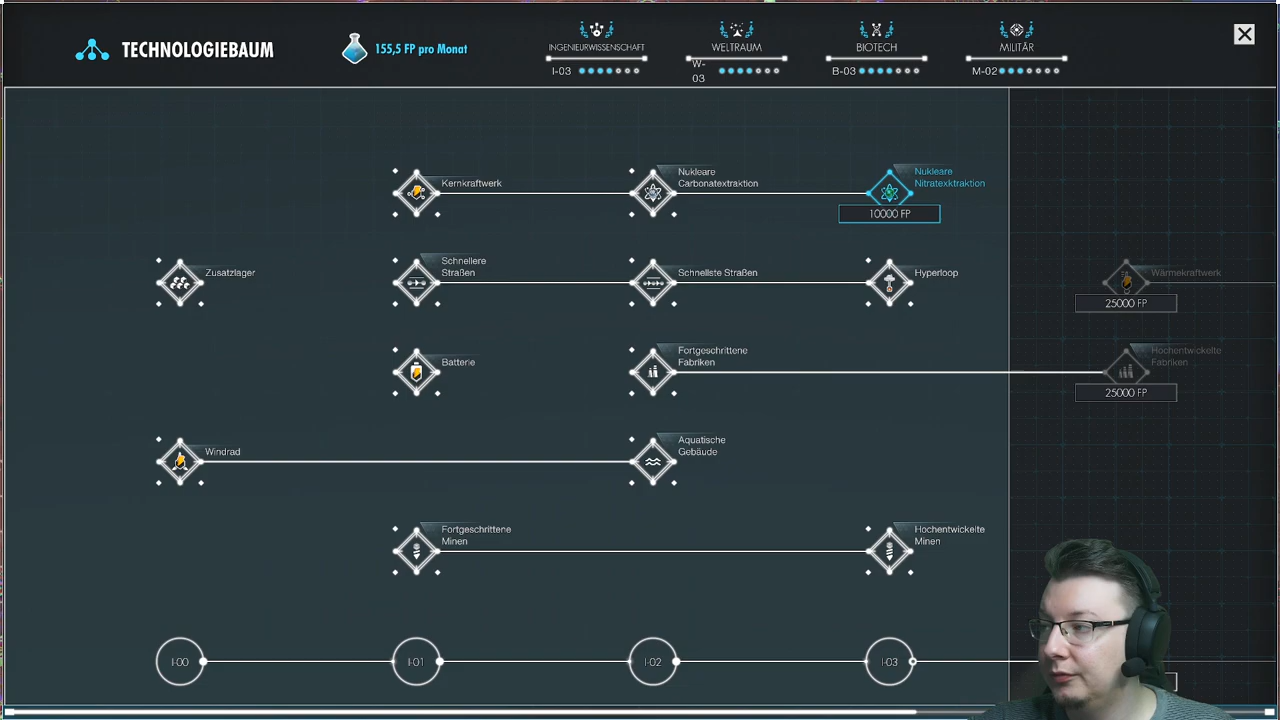 TECHNOLOGIEBAUM
155,5 FP pro Monat
INGENIEURWISSENSCHAFT
I-03
WELTRAUM
W-
03
BIOTECH
B-03
MILITÄR
M-02
Kernkraftwerk
Nukleare
Carbonatextraktion
Nukleare
Nitratexktraktion
10000 FP
Zusatzlager
Schnellere
Straßen
Schnellste Straßen
Hyperloop
Wärmekraftwerk
25000 FP
Batterie
Fortgeschrittene
Fabriken
Hochentwickelte
Fabriken
25000 FP
Windrad
Aquatische
Gebäude
Fortgeschrittene
Minen
Hochentwickelte
Minen
I-00
I-01
I-02
I-03